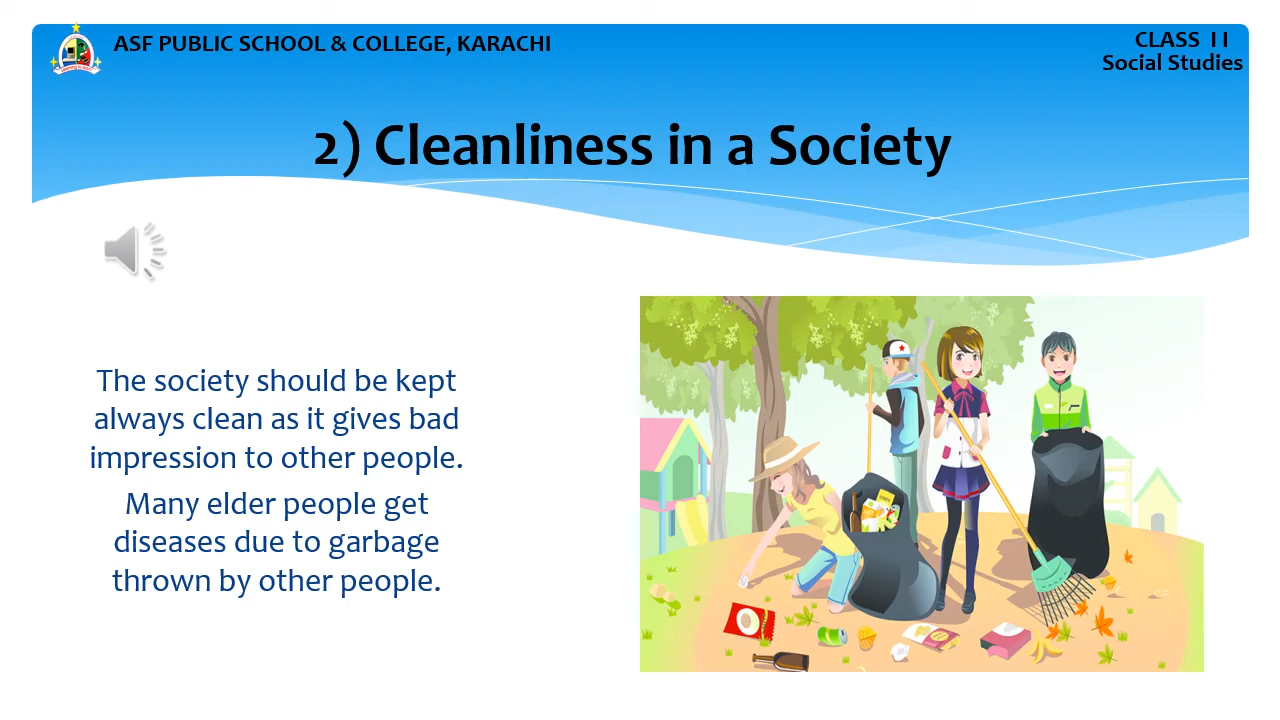 ASF PUBLIC SCHOOL & COLLEGE, KARACHI
CLASS II
Social Studies
2) Cleanliness in a Society
The society should be kept
always clean as it gives bad
impression to other people.
Many elder people get
diseases due to garbage
thrown by other people.